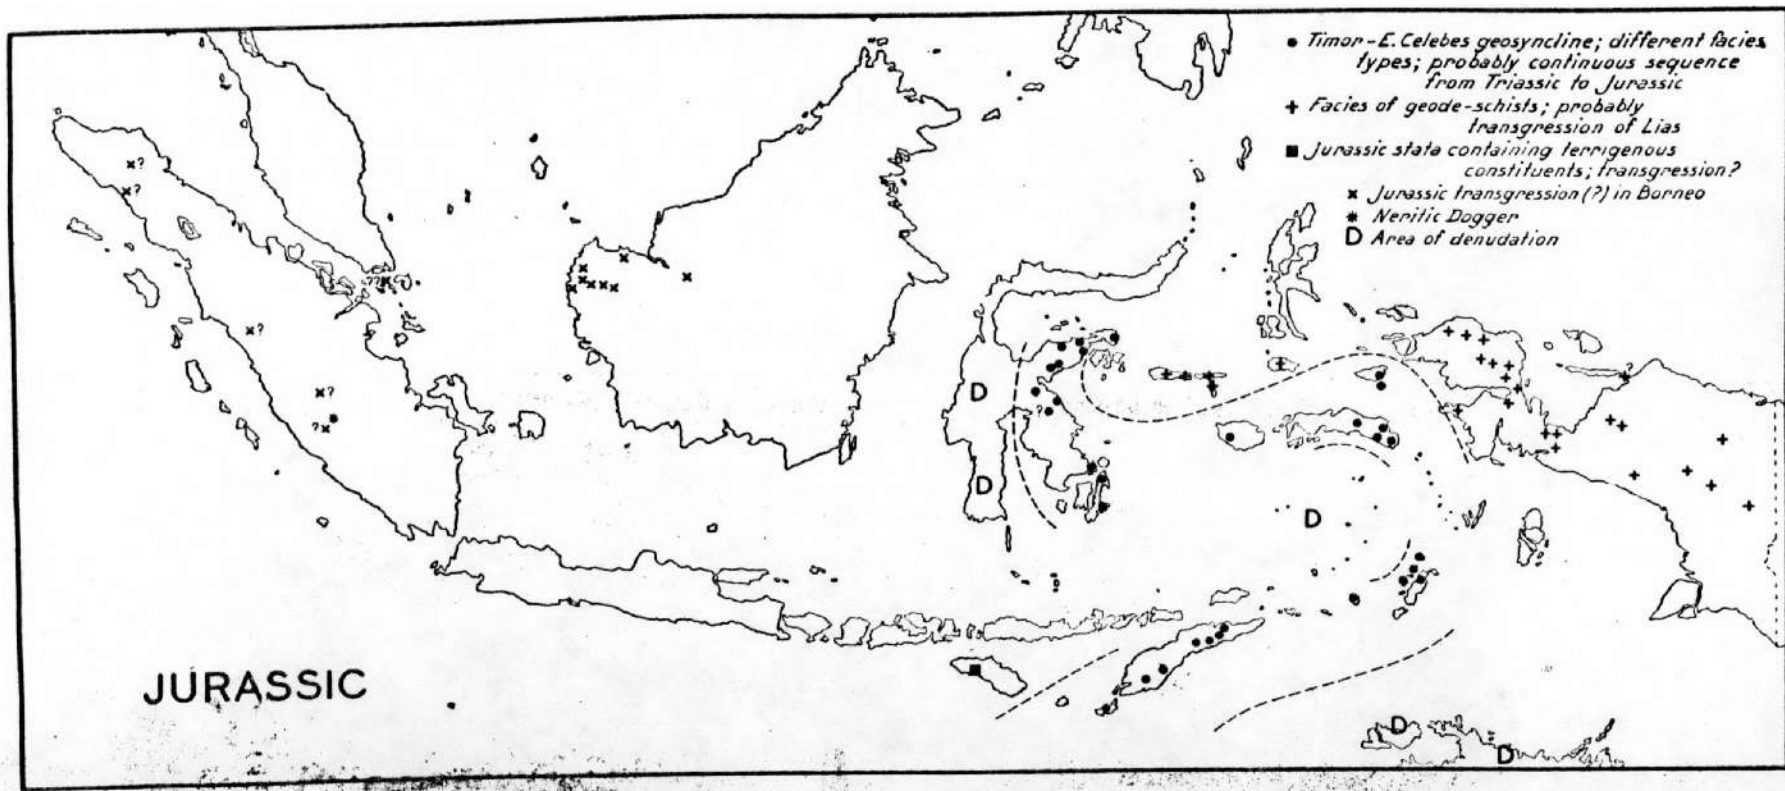 ● Timor-E. Celebes geosyncline; different facies
types; probably continuous sequence
from Triassic to Jurassic
+ Facies of geode-schists; probably
transgression of Lias
■ Jurassic stata containing terrigenous
constituents; transgression?
x Jurassic transgression (?) in Borneo
* Neritic Dogger
D Area of denudation
x?
x?
??x
x?
x?
?x
?
?
D
D
D
D
D
JURASSIC